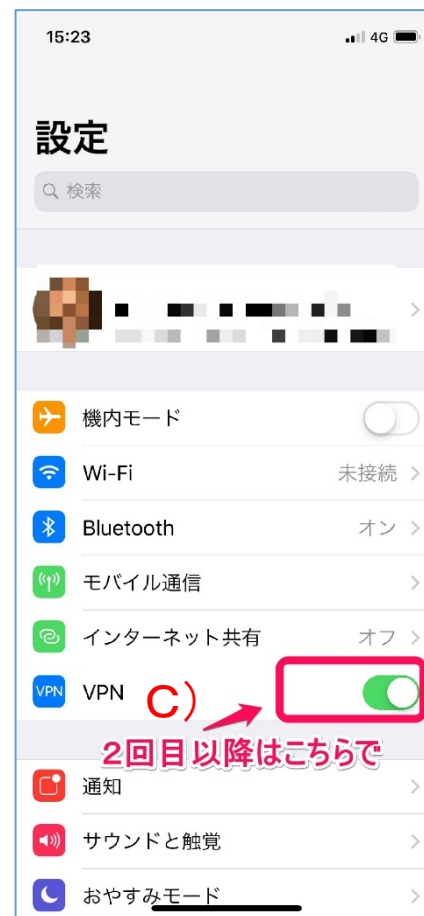 15:23 4G
設定
検索
機内モード
Wi-Fi 未接続
Bluetooth オン
モバイル通信
インターネット共有 オフ
VPN VPN C)
2回目以降はこちらで
通知
サウンドと触覚
おやすみモード